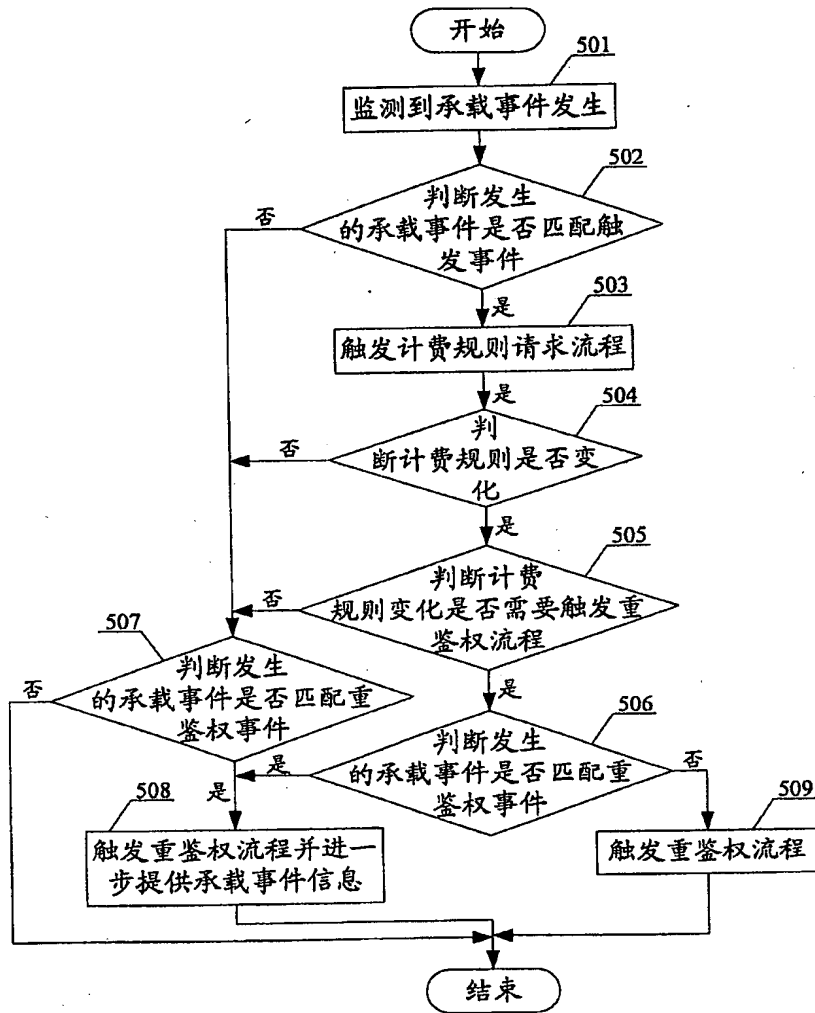 开始
501
监测到承载事件发生
502
判断发生
的承载事件是否匹配触
发事件
否
是
503
触发计费规则请求流程
是
504
判
断计费规则是否变
化
否
是
505
判断计费
规则变化是否需要触发重
鉴权流程
否
是
507
判断发生
的承载事件是否匹配重
鉴权事件
否
是
506
判断发生
的承载事件是否匹配重
鉴权事件
是
否
508
触发重鉴权流程并进一
步提供承载事件信息
509
触发重鉴权流程
结束